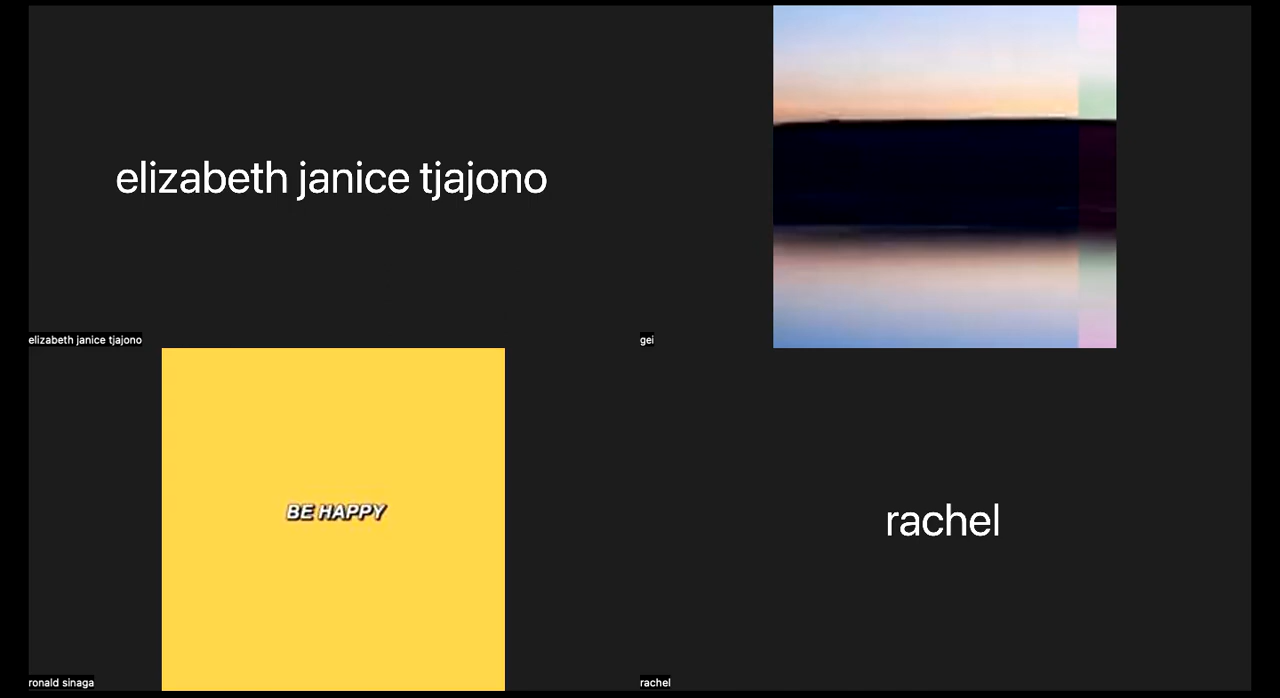 elizabeth janice tjajono
elizabeth janice tjajono
gei
BE HAPPY
rachel
ronald sinaga
rachel